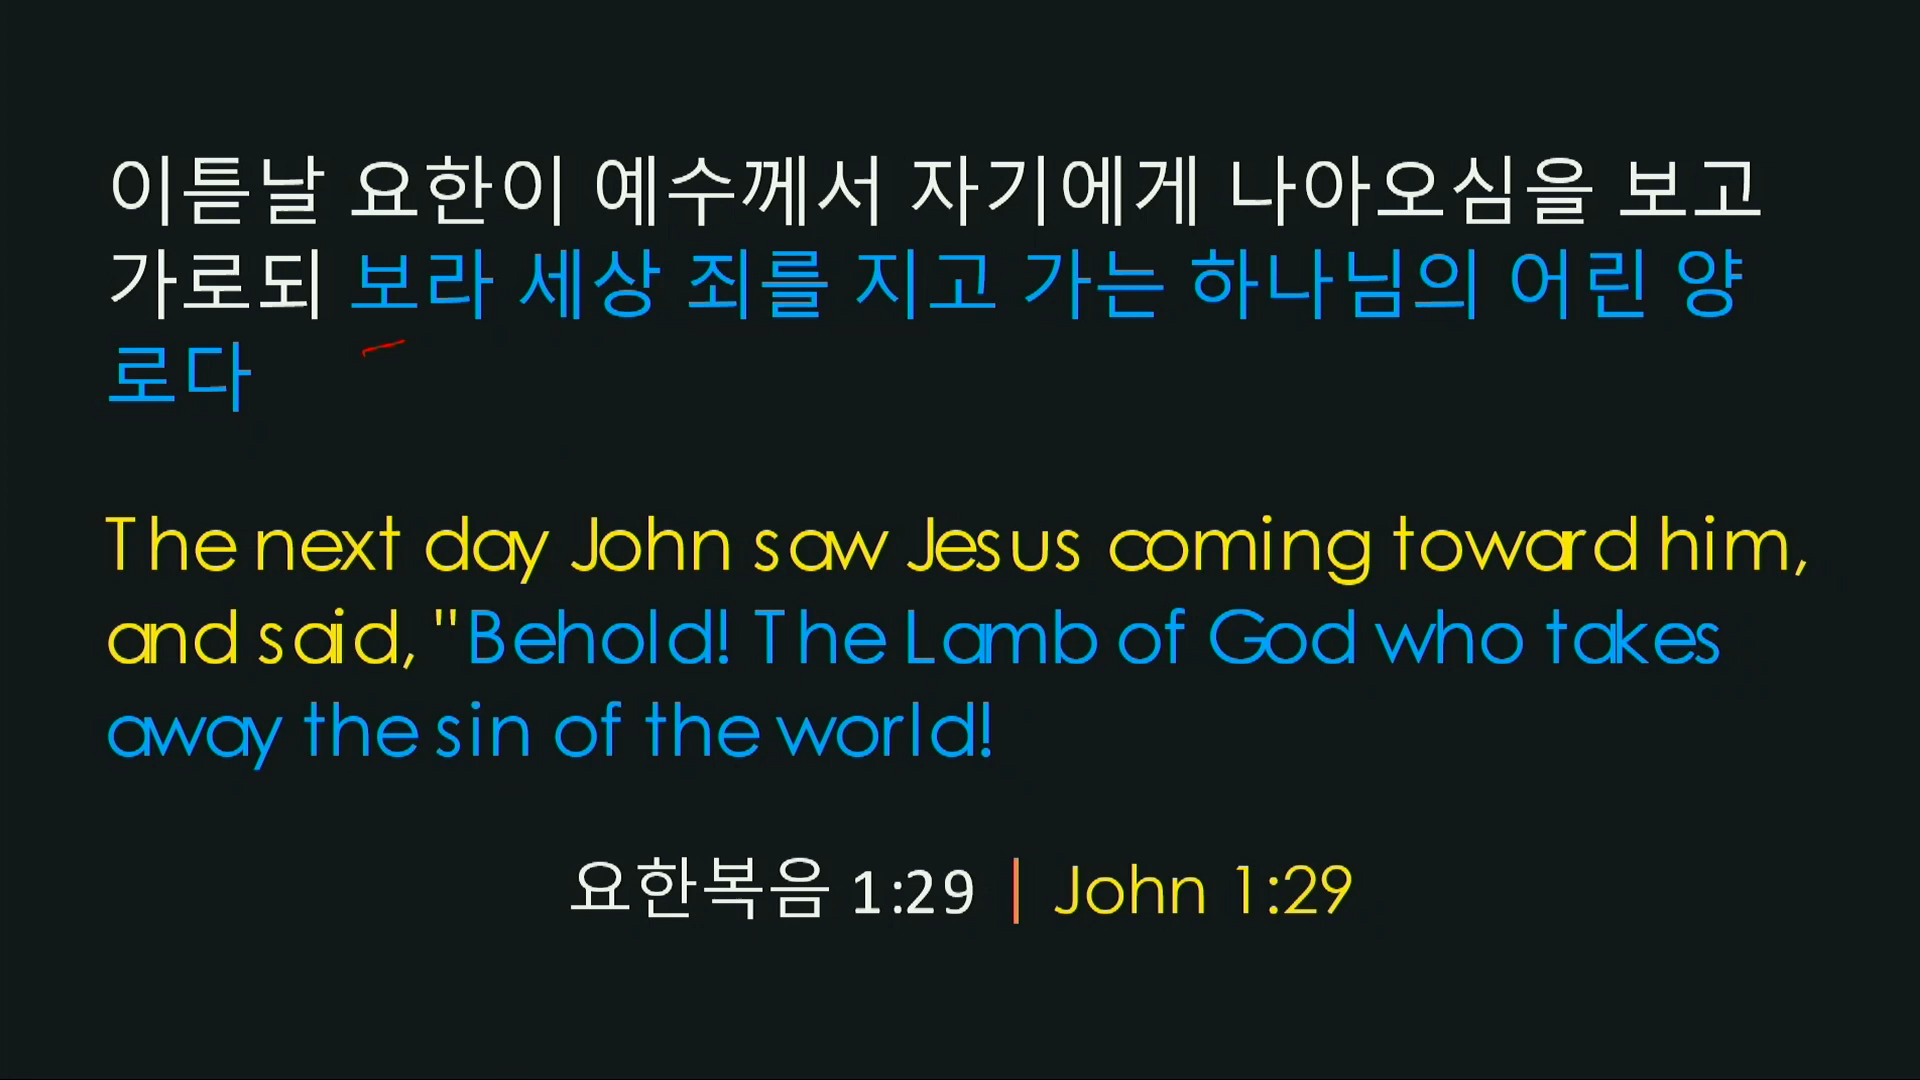 이튿날 요한이 예수께서 자기에게 나아오심을 보고
가로되 보라 세상 죄를 지고 가는 하나님의 어린 양
로다
The next day John saw Jesus coming toward him,
and said, "Behold! The Lamb of God who takes
away the sin of the world!
요한복음 1:29 | John 1:29